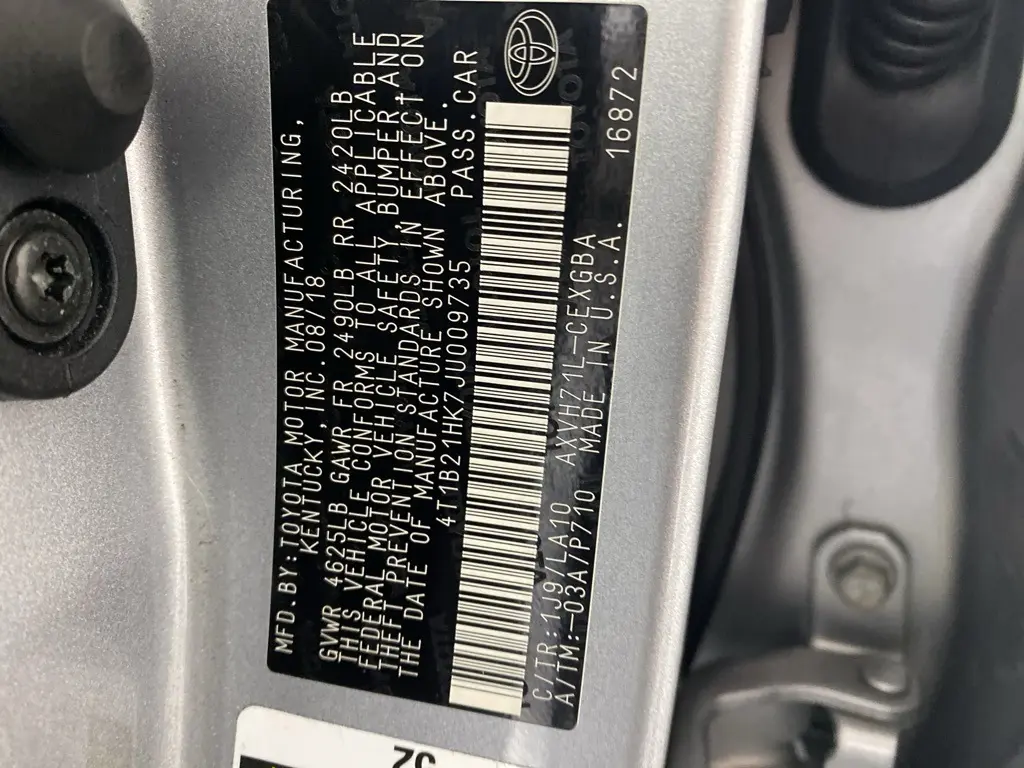 MFD.BY:TOYOTA MOTOR MANUFACTURING,
KENTUCKY,INC.08/18
GVWR 4625LB GAWR FR 2490LB RR 2420LB
THIS VEHICLE CONFORMS TO ALL APPLICABLE
FEDERAL MOTOR VEHICLE SAFETY,BUMPER,AND
THEFT PREVENTION STANDARDS IN EFFECT ON
THE DATE OF MANUFACTURE SHOWN ABOVE.
4T1B21HK7JU009735 PASS.CAR
C/TR:1J9/LA10 AXVH71L-CEXGBA
A/TM:-03A/P710 MADE IN U.S.A. 16872